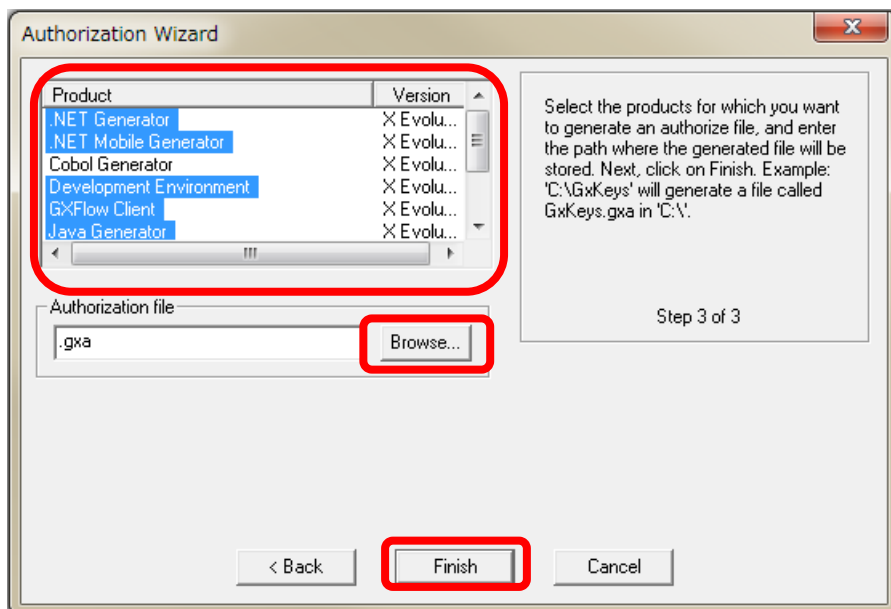 Authorization Wizard
Product Version
.NET Generator X Evolu...
.NET Mobile Generator X Evolu...
Cobol Generator X Evolu...
Development Environment X Evolu...
GXFlow Client X Evolu...
Java Generator X Evolu...
Select the products for which you want
to generate an authorize file, and enter
the path where the generated file will be
stored. Next, click on Finish. Example:
'C:\GxKeys' will generate a file called
GxKeys.gxa in 'C:\'.
Step 3 of 3
Authorization file
.gxa
Browse...
< Back
Finish
Cancel